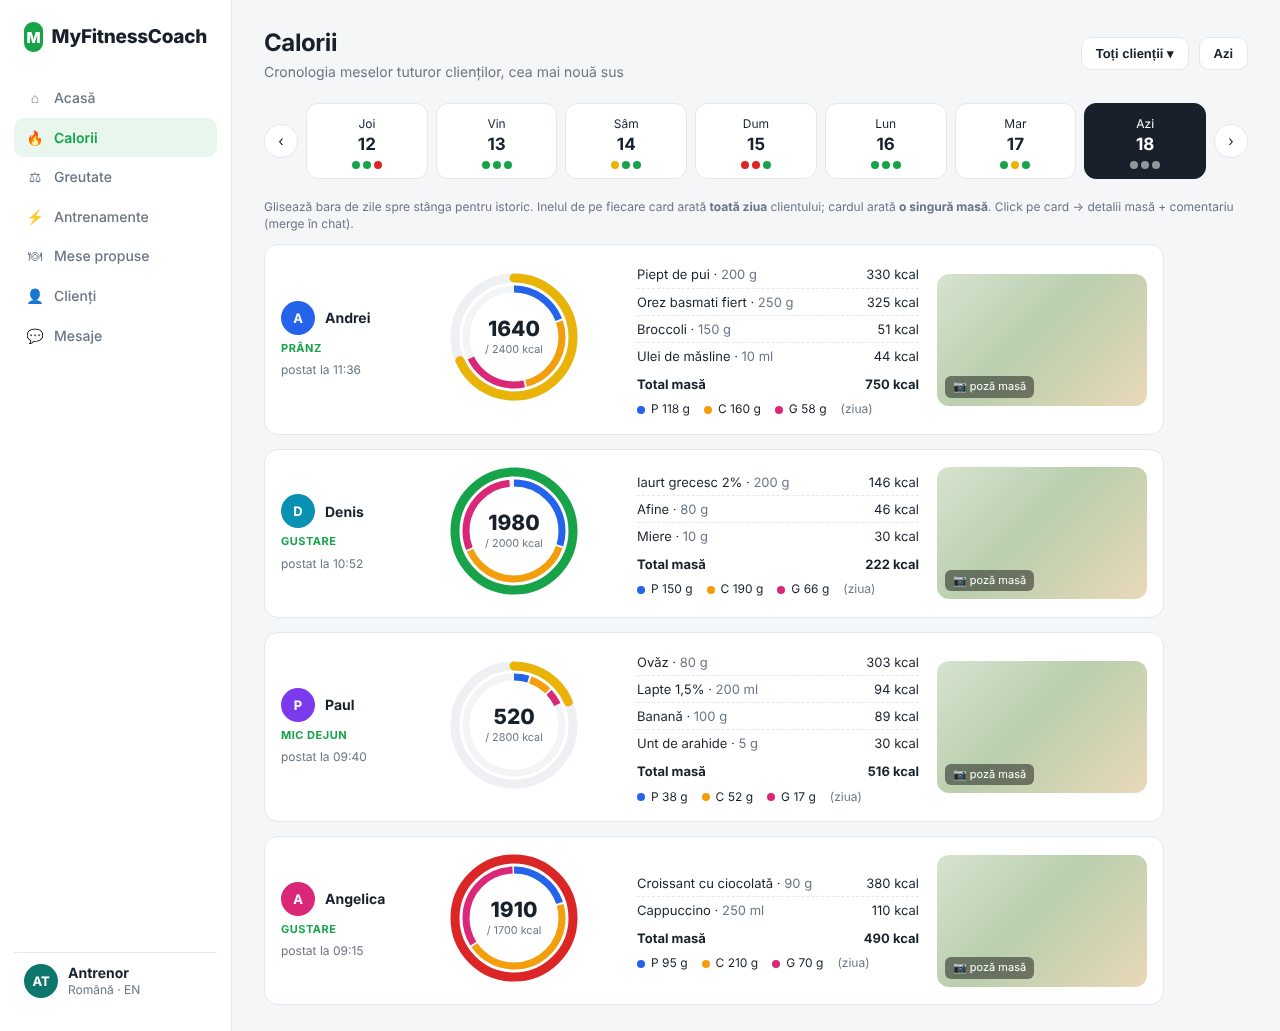 M MyFitnessCoach
Acasă
Calorii
Greutate
Antrenamente
Mese propuse
Clienți
Mesaje
AT Antrenor
Română · EN
Calorii
Cronologia meselor tuturor clienților, cea mai nouă sus
Toți clienții ▾
Azi
‹
Joi
12
Vin
13
Sâm
14
Dum
15
Lun
16
Mar
17
Azi
18
›
Glisează bara de zile spre stânga pentru istoric. Inelul de pe fiecare card arată toată ziua clientului; cardul arată o singură masă. Click pe card → detalii masă + comentariu
(merge în chat).
A Andrei
PRÂNZ
postat la 11:36
1640
/ 2400 kcal
Piept de pui · 200 g 330 kcal
Orez basmati fiert · 250 g 325 kcal
Broccoli · 150 g 51 kcal
Ulei de măsline · 10 ml 44 kcal
Total masă 750 kcal
P 118 g C 160 g G 58 g (ziua)
📷 poză masă
D Denis
GUSTARE
postat la 10:52
1980
/ 2000 kcal
Iaurt grecesc 2% · 200 g 146 kcal
Afine · 80 g 46 kcal
Miere · 10 g 30 kcal
Total masă 222 kcal
P 150 g C 190 g G 66 g (ziua)
📷 poză masă
P Paul
MIC DEJUN
postat la 09:40
520
/ 2800 kcal
Ovăz · 80 g 303 kcal
Lapte 1,5% · 200 ml 94 kcal
Banană · 100 g 89 kcal
Unt de arahide · 5 g 30 kcal
Total masă 516 kcal
P 38 g C 52 g G 17 g (ziua)
📷 poză masă
A Angelica
GUSTARE
postat la 09:15
1910
/ 1700 kcal
Croissant cu ciocolată · 90 g 380 kcal
Cappuccino · 250 ml 110 kcal
Total masă 490 kcal
P 95 g C 210 g G 70 g (ziua)
📷 poză masă